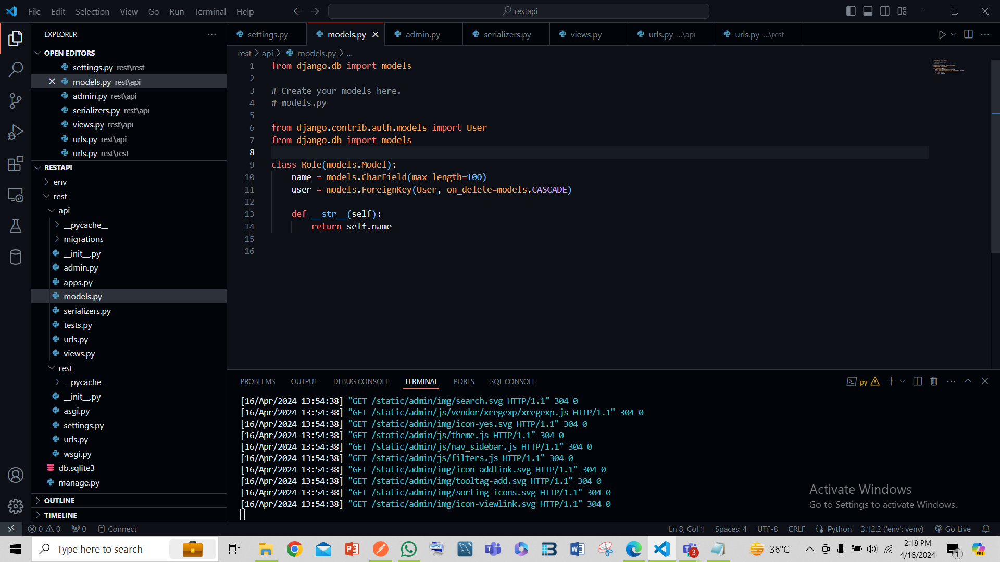 File Edit Selection View Go Run Terminal Help restapi
EXPLORER
OPEN EDITORS
settings.py rest\rest
models.py rest\api
admin.py rest\api
serializers.py rest\api
views.py rest\api
urls.py rest\api
urls.py rest\rest
RESTAPI
env
rest
api
__pycache__
migrations
__init__.py
admin.py
apps.py
models.py
serializers.py
tests.py
urls.py
views.py
rest
__pycache__
__init__.py
asgi.py
settings.py
urls.py
wsgi.py
db.sqlite3
manage.py
OUTLINE
TIMELINE
settings.py models.py admin.py serializers.py views.py urls.py ...\api urls.py ...\rest
rest > api > models.py > ...
1 from django.db import models
2
3 # Create your models here.
4 # models.py
5
6 from django.contrib.auth.models import User
7 from django.db import models
8
9 class Role(models.Model):
10 name = models.CharField(max_length=100)
11 user = models.ForeignKey(User, on_delete=models.CASCADE)
12
13 def __str__(self):
14 return self.name
15
16
PROBLEMS OUTPUT DEBUG CONSOLE TERMINAL PORTS SQL CONSOLE py
[16/Apr/2024 13:54:38] "GET /static/admin/img/search.svg HTTP/1.1" 304 0
[16/Apr/2024 13:54:38] "GET /static/admin/js/vendor/xregexp/xregexp.js HTTP/1.1" 304 0
[16/Apr/2024 13:54:38] "GET /static/admin/img/icon-yes.svg HTTP/1.1" 304 0
[16/Apr/2024 13:54:38] "GET /static/admin/js/theme.js HTTP/1.1" 304 0
[16/Apr/2024 13:54:38] "GET /static/admin/js/nav_sidebar.js HTTP/1.1" 304 0
[16/Apr/2024 13:54:38] "GET /static/admin/js/filters.js HTTP/1.1" 304 0
[16/Apr/2024 13:54:38] "GET /static/admin/img/icon-addlink.svg HTTP/1.1" 304 0
[16/Apr/2024 13:54:38] "GET /static/admin/img/tooltag-add.svg HTTP/1.1" 304 0
[16/Apr/2024 13:54:38] "GET /static/admin/img/sorting-icons.svg HTTP/1.1" 304 0
[16/Apr/2024 13:54:38] "GET /static/admin/img/icon-viewlink.svg HTTP/1.1" 304 0
Activate Windows
Go to Settings to activate Windows.
0 0 0 Connect Ln 8, Col 1 Spaces: 4 UTF-8 CRLF Python 3.12.2 ('env': venv) Go Live
Type here to search 3 36°C 2:18 PM 1
4/16/2024